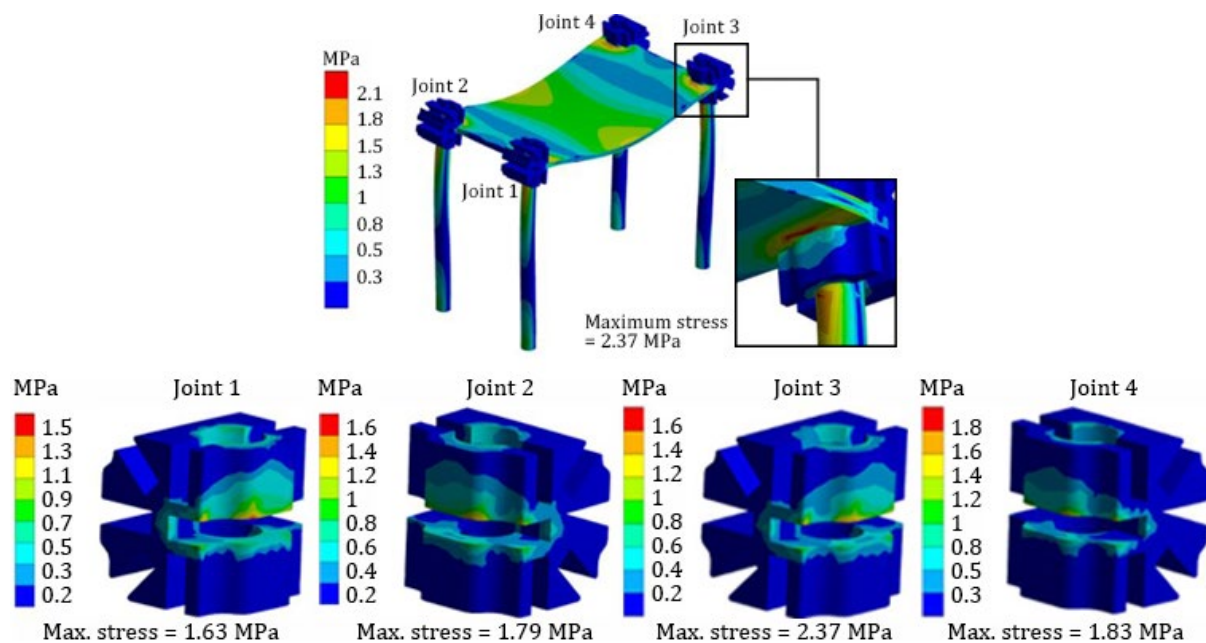 Joint 4
Joint 3
MPa
Joint 2
2.1
1.8
1.5
1.3
1
0.8
0.5
0.3
Joint 1
Maximum stress
= 2.37 MPa
MPa Joint 1
1.5
1.3
1.1
0.9
0.7
0.5
0.3
0.2
Max. stress = 1.63 MPa
MPa Joint 2
1.6
1.4
1.2
1
0.8
0.6
0.4
0.2
Max. stress = 1.79 MPa
MPa Joint 3
1.6
1.4
1.2
1
0.8
0.6
0.4
0.2
Max. stress = 2.37 MPa
MPa Joint 4
1.8
1.6
1.4
1.2
1
0.8
0.5
0.3
Max. stress = 1.83 MPa